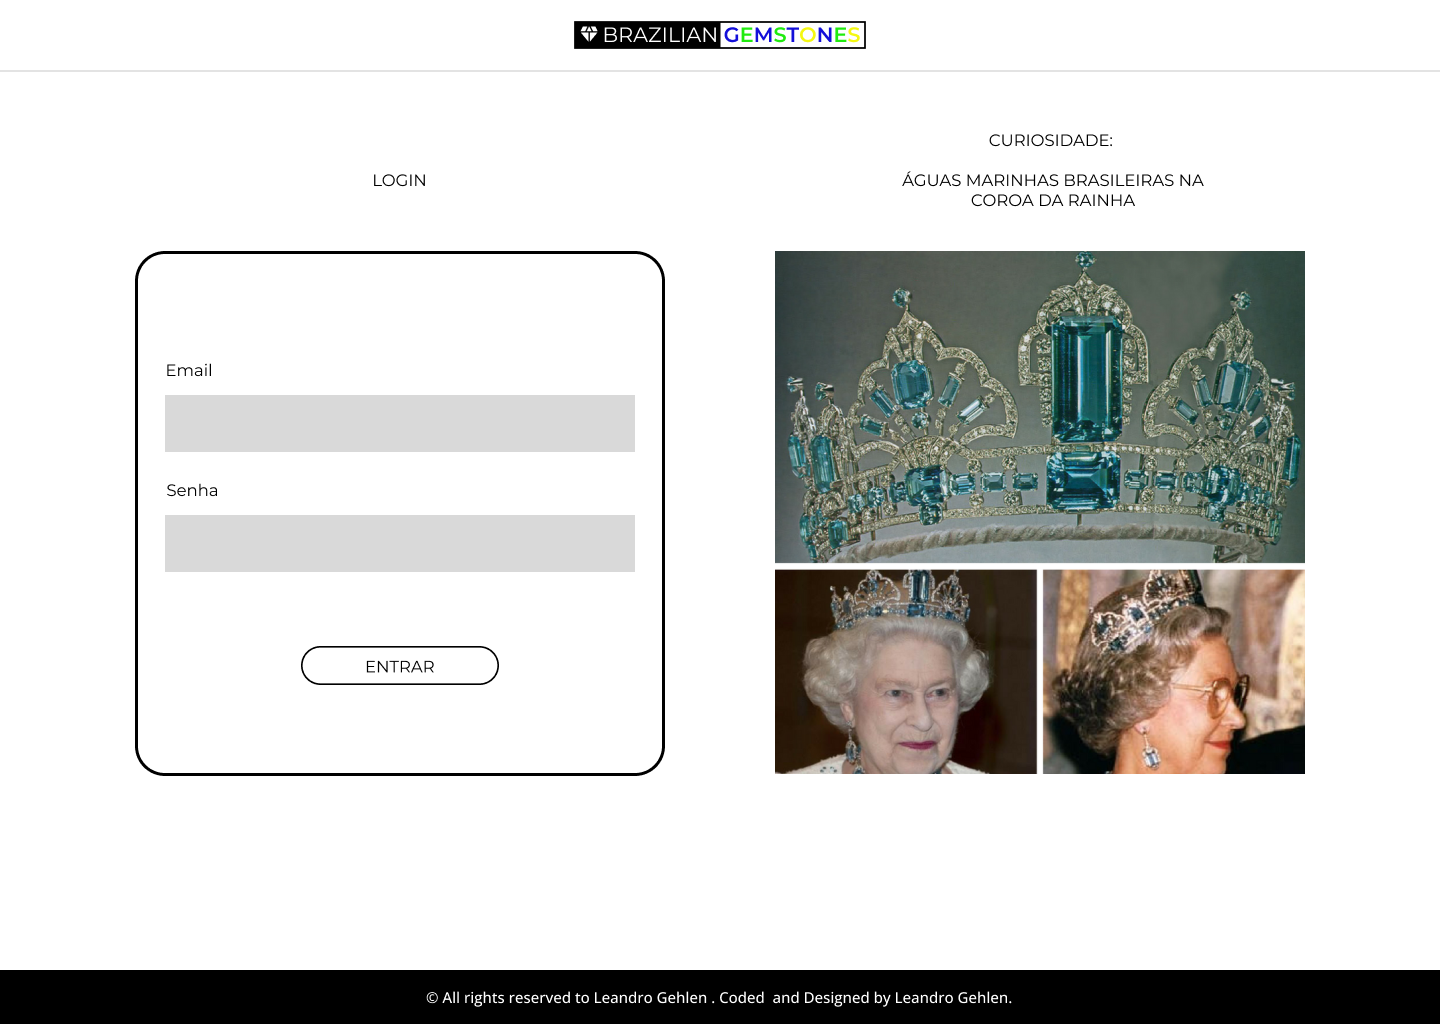 BRAZILIAN GEMSTONES
LOGIN
Email
Senha
ENTRAR
CURIOSIDADE:
ÁGUAS MARINHAS BRASILEIRAS NA
COROA DA RAINHA
© All rights reserved to Leandro Gehlen . Coded  and Designed by Leandro Gehlen.